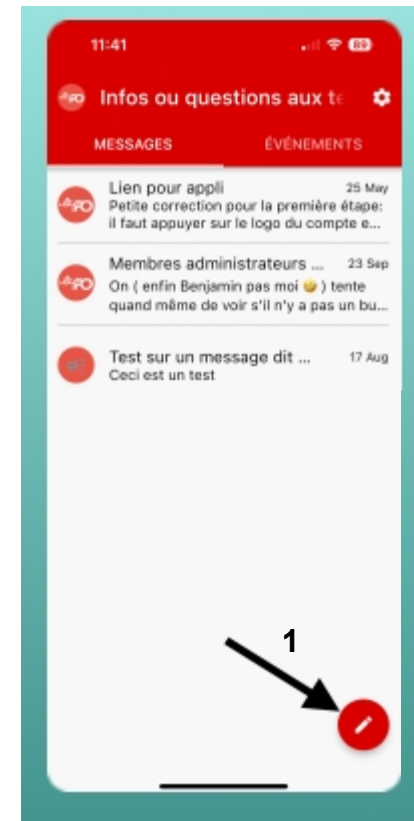 11:41
89
Infos ou questions aux te
MESSAGES
ÉVÉNEMENTS
Lien pour appli
25 May
Petite correction pour la première étape:
il faut appuyer sur le logo du compte e...
Membres administrateurs ...
23 Sep
On ( enfin Benjamin pas moi 🤪 ) tente
quand même de voir s'il n'y a pas un bu...
Test sur un message dit ...
17 Aug
Ceci est un test
1